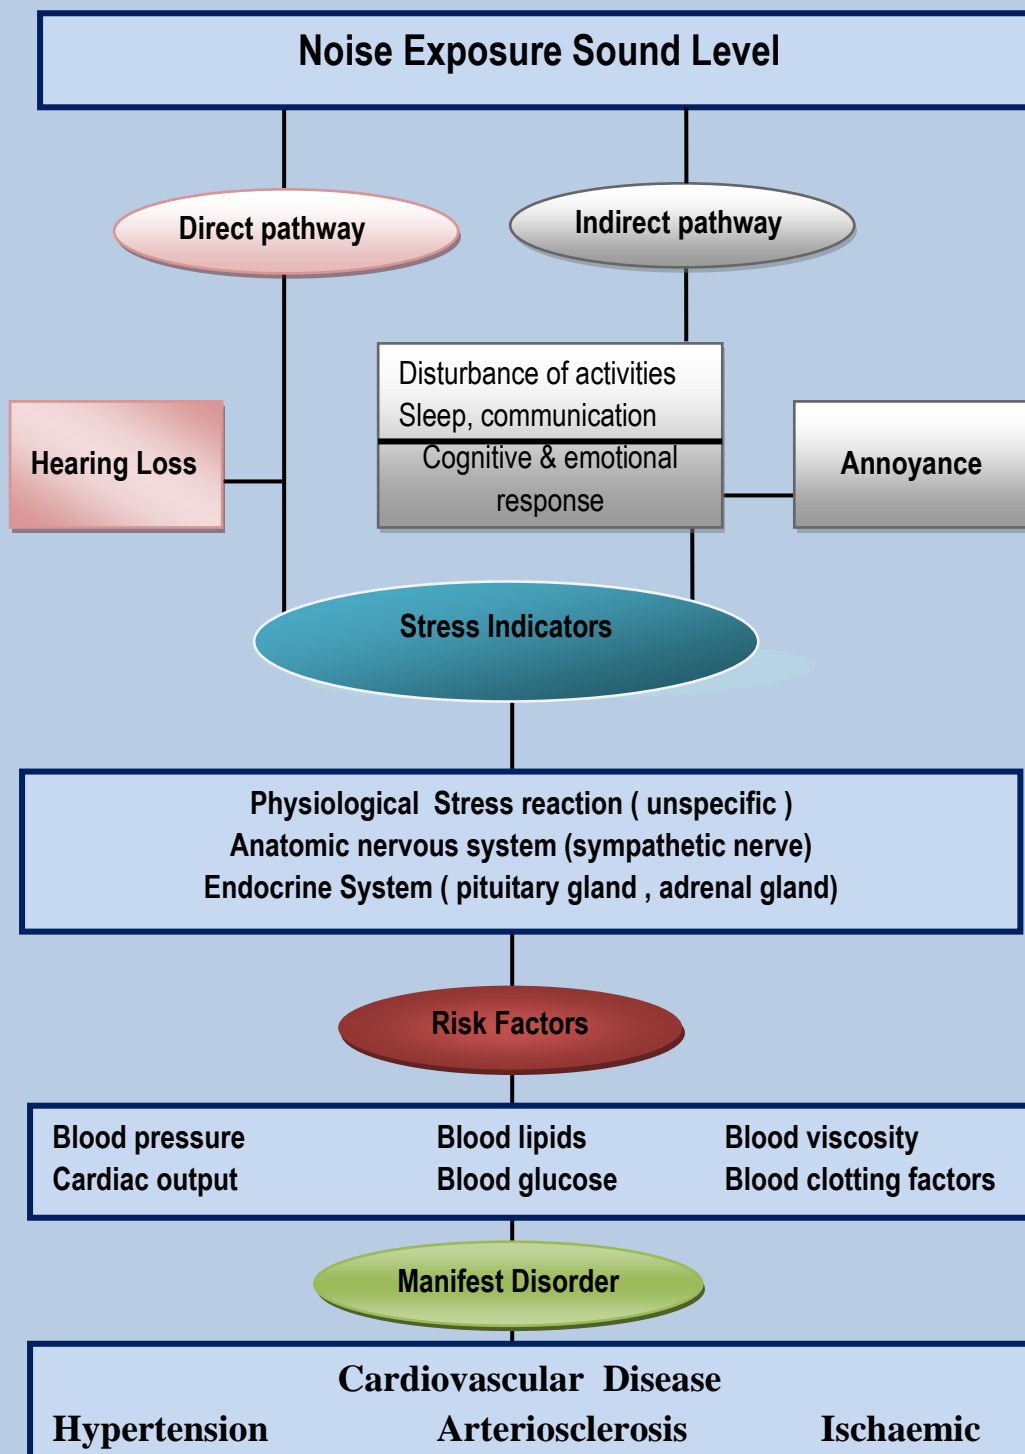 Noise Exposure Sound Level
Direct pathway
Indirect pathway
Disturbance of activities
Sleep, communication
Cognitive & emotional
response
Hearing Loss
Annoyance
Stress Indicators
Physiological Stress reaction ( unspecific )
Anatomic nervous system (sympathetic nerve)
Endocrine System ( pituitary gland , adrenal gland)
Risk Factors
Blood pressure Blood lipids Blood viscosity
Cardiac output Blood glucose Blood clotting factors
Manifest Disorder
Cardiovascular Disease
Hypertension Arteriosclerosis Ischaemic